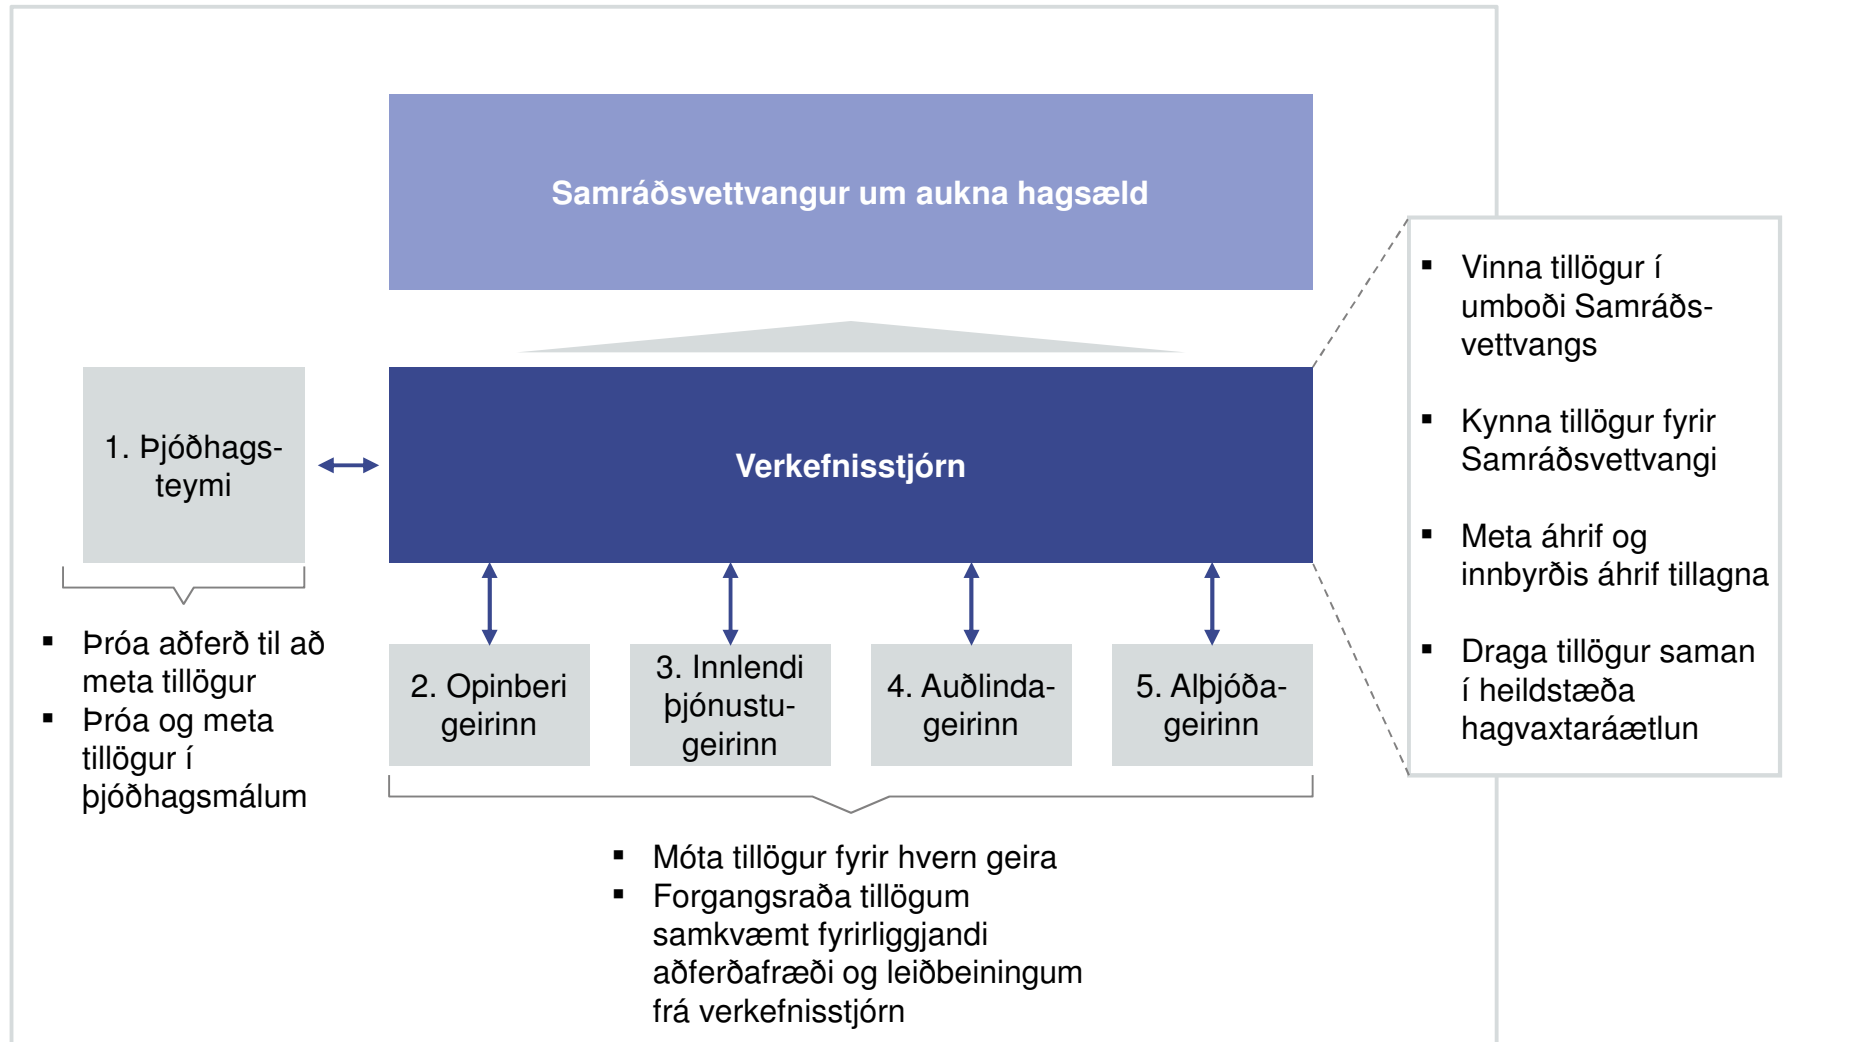 Samráðsvettvangur um aukna hagsæld
1. Þjóðhags-
teymi
Verkefnisstjórn
▪ Vinna tillögur í
umboði Samráðs-
vettvangs
▪ Kynna tillögur fyrir
Samráðsvettvangi
▪ Meta áhrif og
innbyrðis áhrif tillagna
▪ Draga tillögur saman
í heildstæða
hagvaxtaráætlun
▪ Þróa aðferð til að
meta tillögur
▪ Þróa og meta
tillögur í
þjóðhagsmálum
2. Opinberi
geirinn
3. Innlendi
þjónustu-
geirinn
4. Auðlinda-
geirinn
5. Alþjóða-
geirinn
▪ Móta tillögur fyrir hvern geira
▪ Forgangsraða tillögum
samkvæmt fyrirliggjandi
aðferðafræði og leiðbeiningum
frá verkefnisstjórn